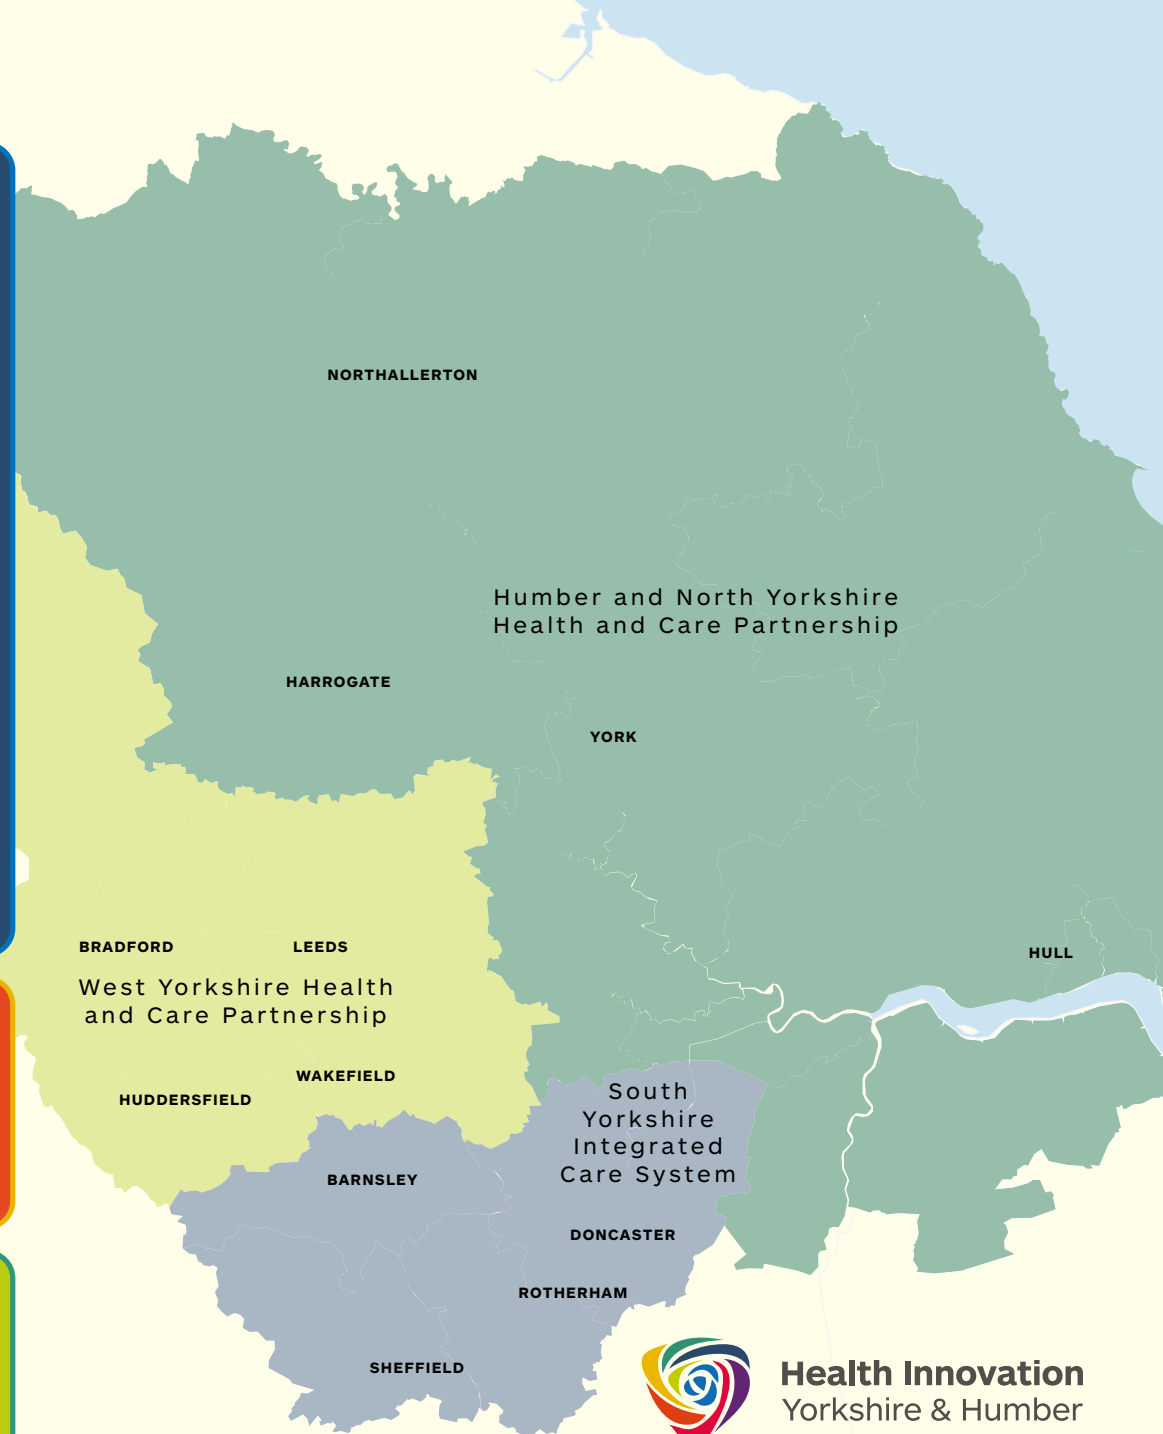 NORTHALLERTON
Humber and North Yorkshire
Health and Care Partnership
HARROGATE
YORK
BRADFORD
LEEDS
HULL
West Yorkshire Health
and Care Partnership
WAKEFIELD
HUDDERSFIELD
South
Yorkshire
Integrated
Care System
BARNSLEY
DONCASTER
ROTHERHAM
SHEFFIELD
Health Innovation
Yorkshire & Humber